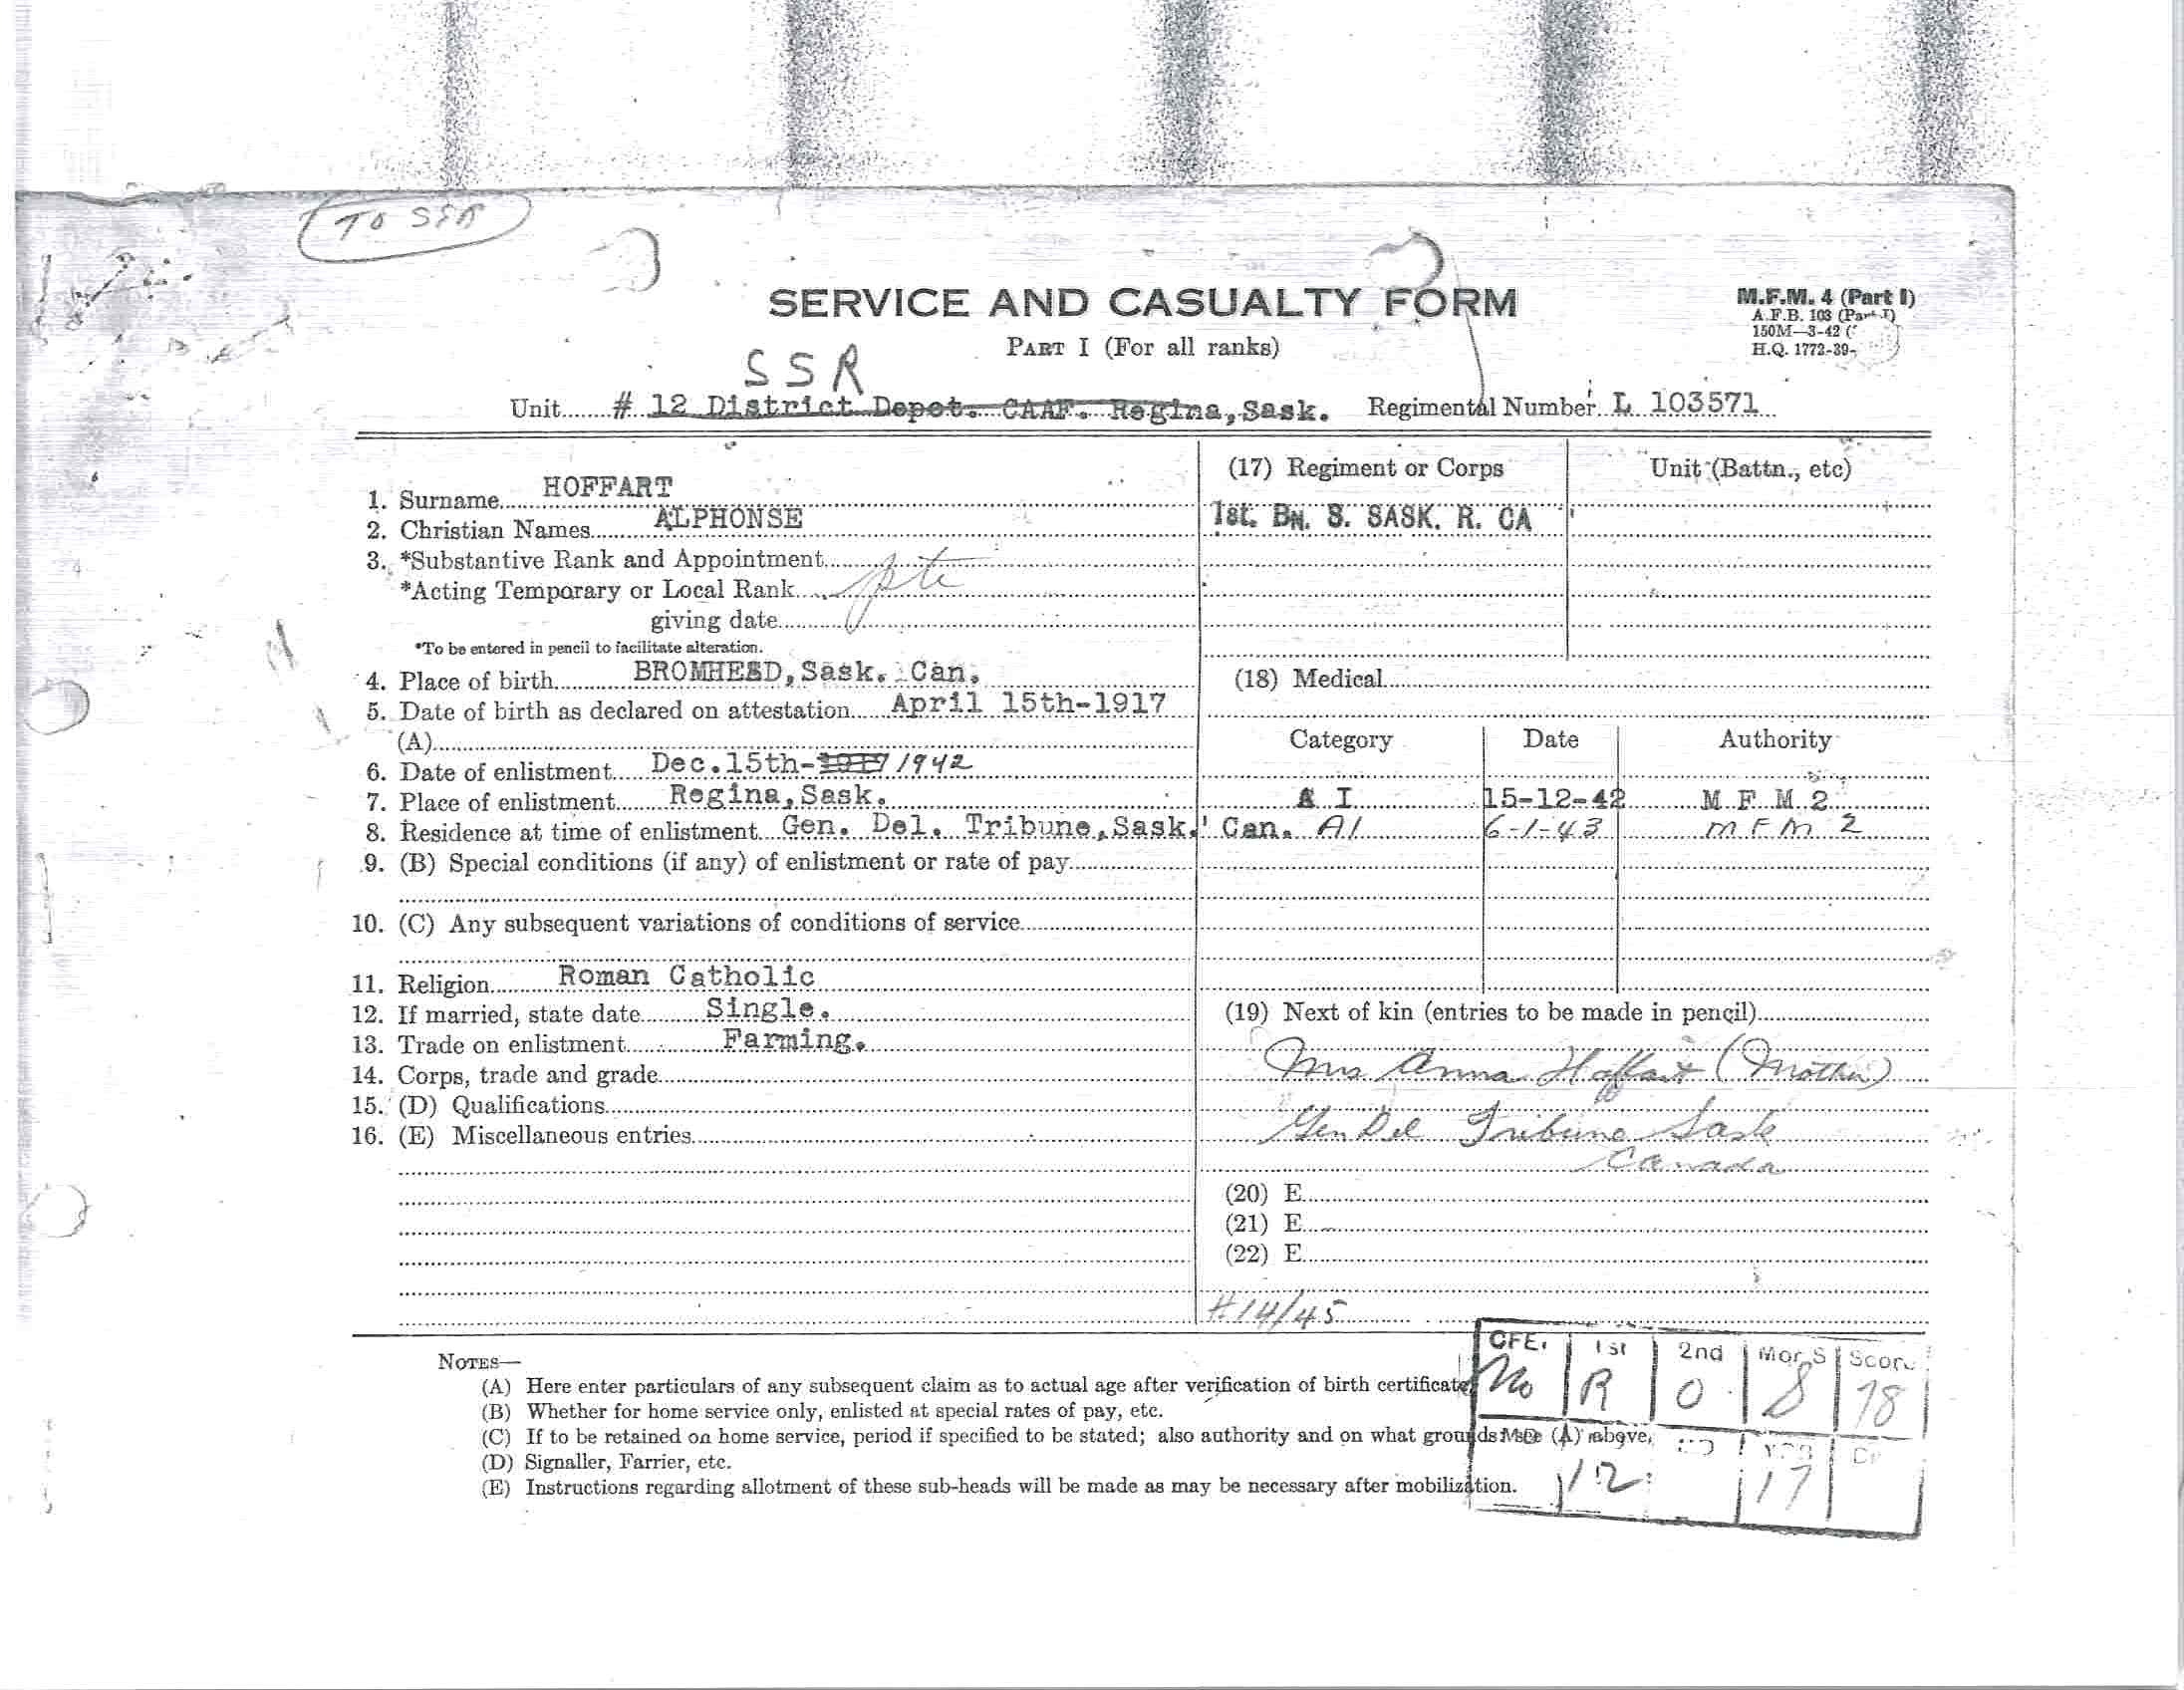 TO SSR
SERVICE AND CASUALTY FORM
PART I (For all ranks)
M.F.M. 4 (Part I)
A.F.B. 103 (Part I)
150M—3-42
H.Q. 1772-39-
SSR
Unit # 12 District Depot. CAAF. Regina, Sask. Regimental Number L 103571
1. Surname HOFFART
2. Christian Names ALPHONSE
3. *Substantive Rank and Appointment
*Acting Temporary or Local Rank pte
giving date
*To be entered in pencil to facilitate alteration.
4. Place of birth BROMHEAD, Sask. Can.
5. Date of birth as declared on attestation April 15th-1917
(A)
6. Date of enlistment Dec. 15th-1917 1942
7. Place of enlistment Regina, Sask.
8. Residence at time of enlistment Gen. Del. Tribune, Sask. Can.
9. (B) Special conditions (if any) of enlistment or rate of pay
10. (C) Any subsequent variations of conditions of service
11. Religion Roman Catholic
12. If married, state date Single.
13. Trade on enlistment Farming.
14. Corps, trade and grade
15. (D) Qualifications
16. (E) Miscellaneous entries
(17) Regiment or Corps Unit (Battn., etc)
1st. BN. S. SASK. R. CA
(18) Medical
Category Date Authority
A I 15-12-42 M F M 2
A1 6-1-43 M F M 2
(19) Next of kin (entries to be made in pencil)
Mrs Anna Hoffart (Mother)
Gen Del Tribune Sask
Canada
(20) E
(21) E
(22) E
#14/45
NOTES—
(A) Here enter particulars of any subsequent claim as to actual age after verification of birth certificate
(B) Whether for home service only, enlisted at special rates of pay, etc.
(C) If to be retained on home service, period if specified to be stated; also authority and on what grounds (A) above.
(D) Signaller, Farrier, etc.
(E) Instructions regarding allotment of these sub-heads will be made as may be necessary after mobilization.
CFE. 1st 2nd Mor.S Score
No R 0 S 78
12 17